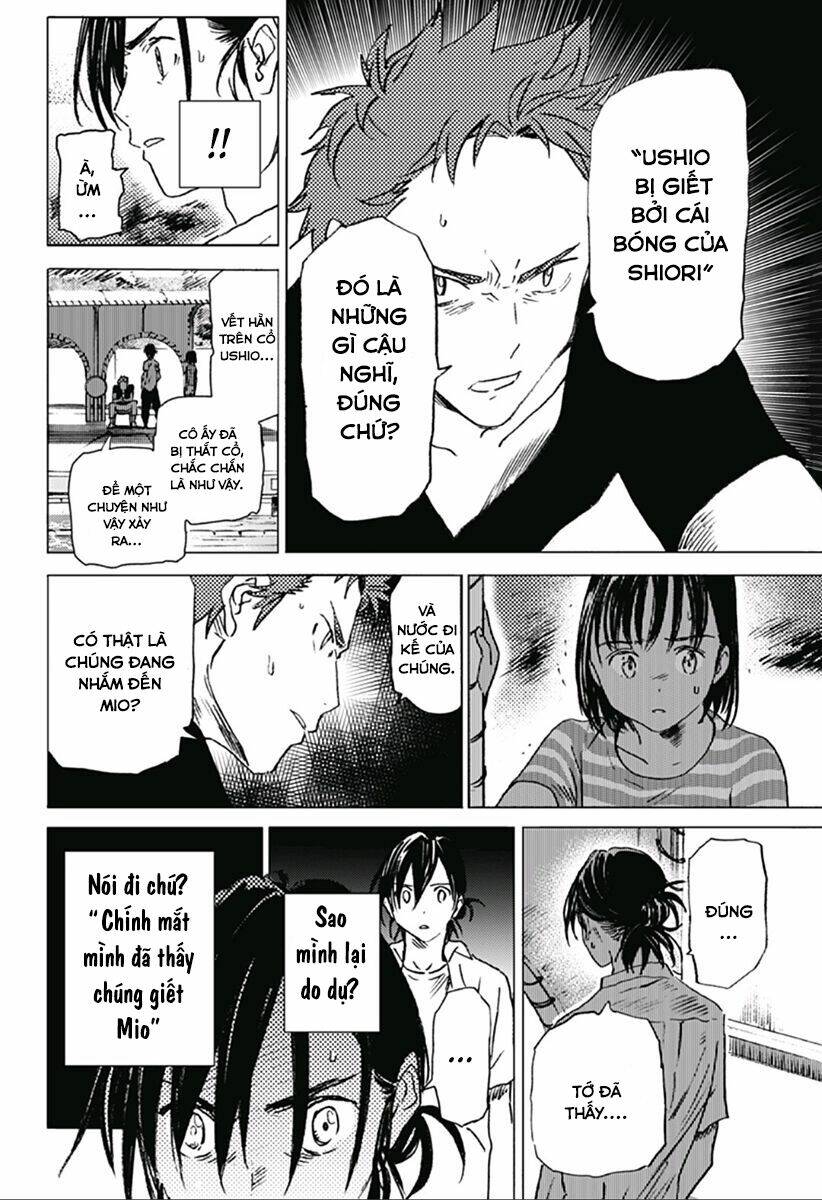 “USHIO
BỊ GIẾT
BỞI CÁI
BÓNG CỦA
SHIORI”
ĐÓ LÀ
NHỮNG
GÌ CẬU
NGHĨ,
ĐÚNG
CHỨ?
!!
À,
ỪM
...
VẾT HẰN
TRÊN CỔ
USHIO...
CÔ ẤY ĐÃ
BỊ THẮT CỔ,
CHẮC CHẮN
LÀ NHƯ VẬY.
ĐỂ MỘT
CHUYỆN NHƯ
VẬY XẢY
RA...
VÀ
NƯỚC ĐI
KẾ CỦA
CHÚNG.
CÓ THẬT LÀ
CHÚNG ĐANG
NHẮM ĐẾN
MIO?
ĐÚNG
...
TỚ ĐÃ
THẤY....
...
Sao
mình lại
do dự?
Nói đi chứ?
“Chính mắt
mình đã thấy
chúng giết
Mio”